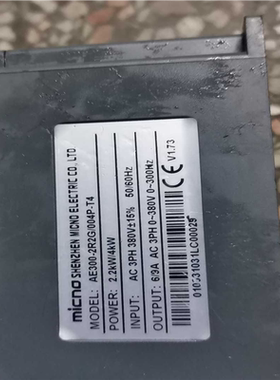 micno SHENZHEN MICNO ELECTRIC CO., LTD
MODEL: AE300-2R2G/004P-T4
POWER: 2.2kW/4kW
INPUT: AC 3PH 380V±15% 50/60Hz
OUTPUT: 6/9A AC 3PH 0~380V 0~300Hz
CE V1.73